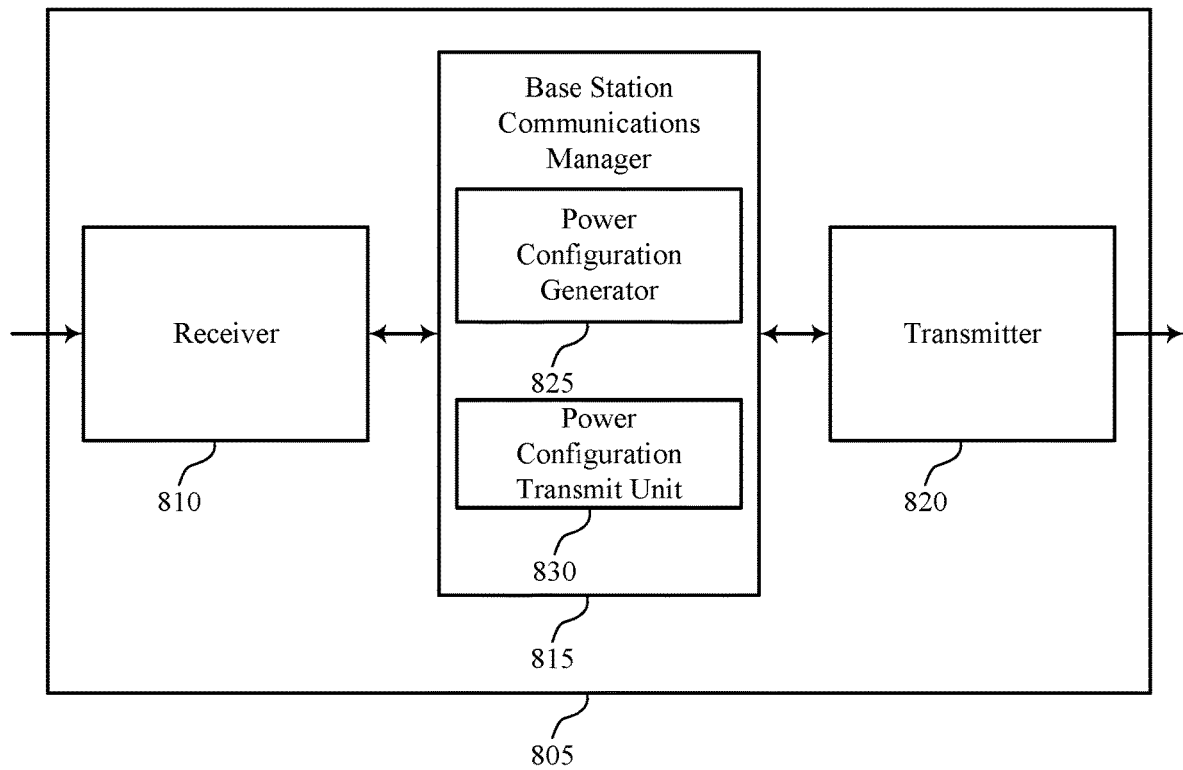 Base Station
Communications
Manager
Power
Configuration
Generator
825
Power
Configuration
Transmit Unit
830
815
Receiver
810
Transmitter
820
805